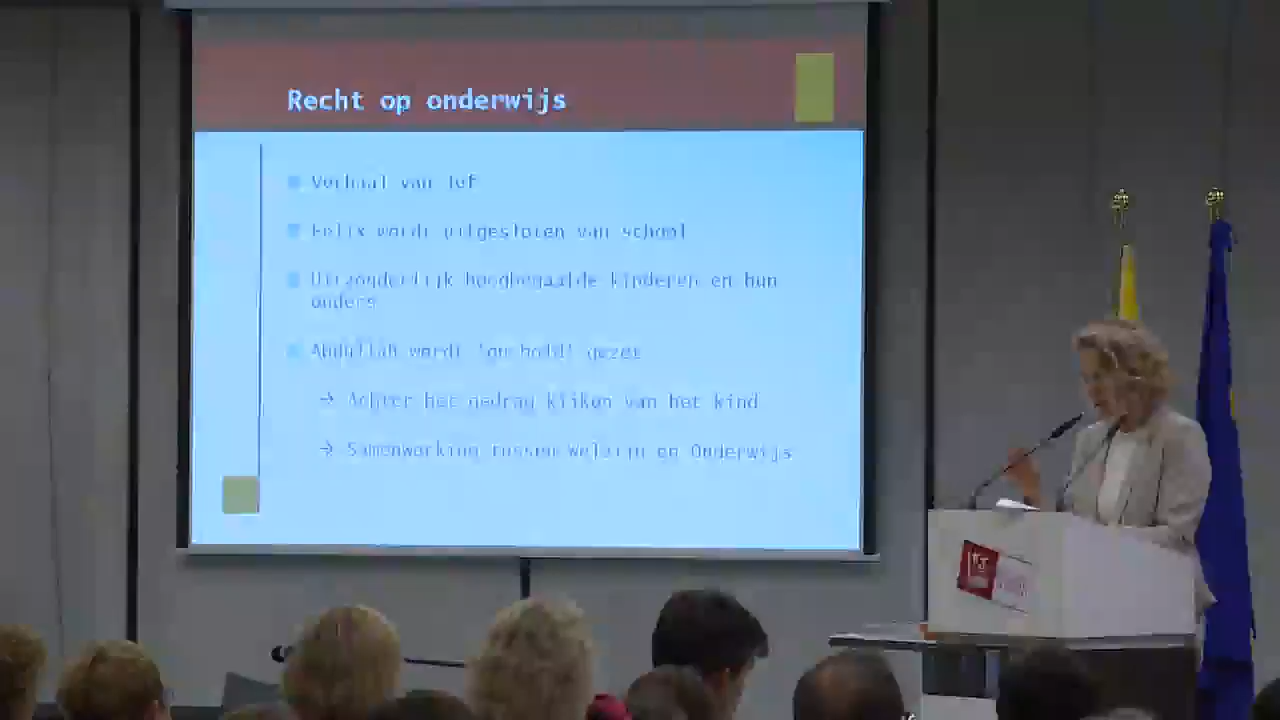 Recht op onderwijs
Verhaal van Jef
Felix wordt uitgesloten van school
Uitzonderlijk hoogbegaafde kinderen en hun
ouders
Abdullah wordt 'on hold' gezet
→ Achter het gedrag kijken van het kind
→ Samenwerking tussen Welzijn en Onderwijs